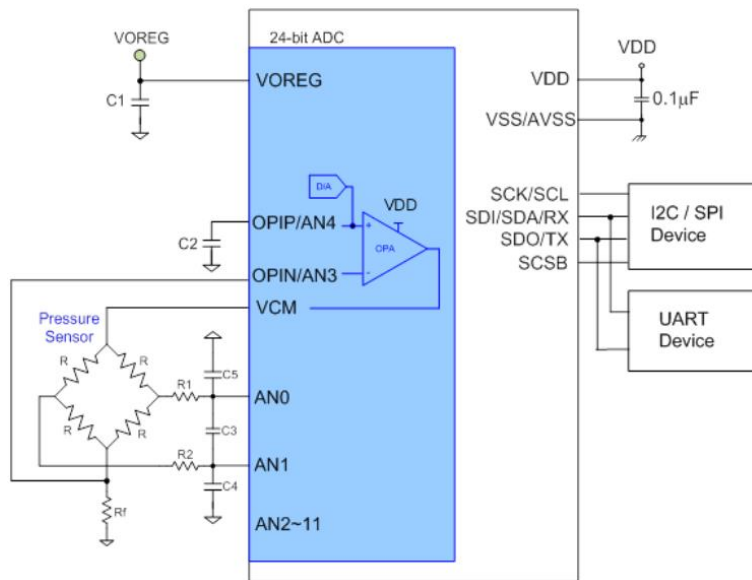 VOREG
24-bit ADC
VDD
VOREG
VDD
C1
0.1μF
VSS/AVSS
D/A
VDD
SCK/SCL
OPIP/AN4
+
SDI/SDA/RX
I2C / SPI
Device
OPA
C2
SDO/TX
OPIN/AN3
-
SCSB
VCM
Pressure
Sensor
UART
Device
R
R
C5
R1
AN0
R
R
C3
R2
AN1
C4
Rf
AN2~11